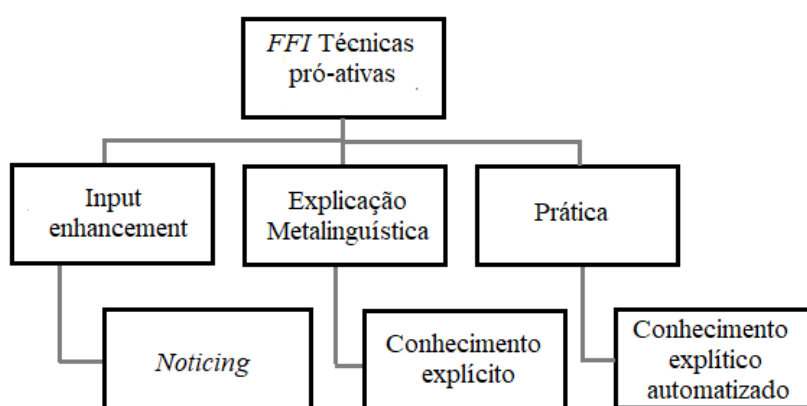 FFI Técnicas
pró-ativas
Input
enhancement
Explicação
Metalinguística
Prática
Noticing
Conhecimento
explícito
Conhecimento
explítico
automatizado